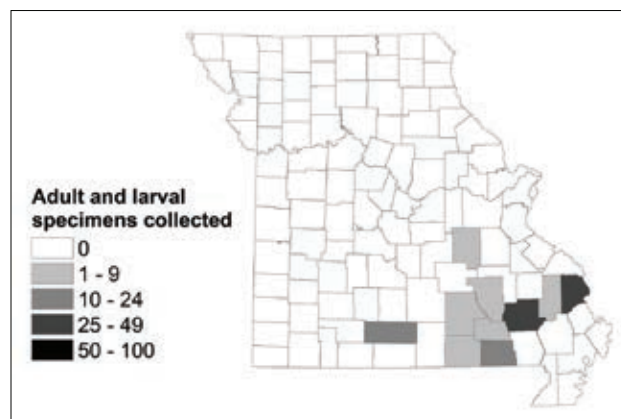 Adult and larval
specimens collected
0
1 - 9
10 - 24
25 - 49
50 - 100